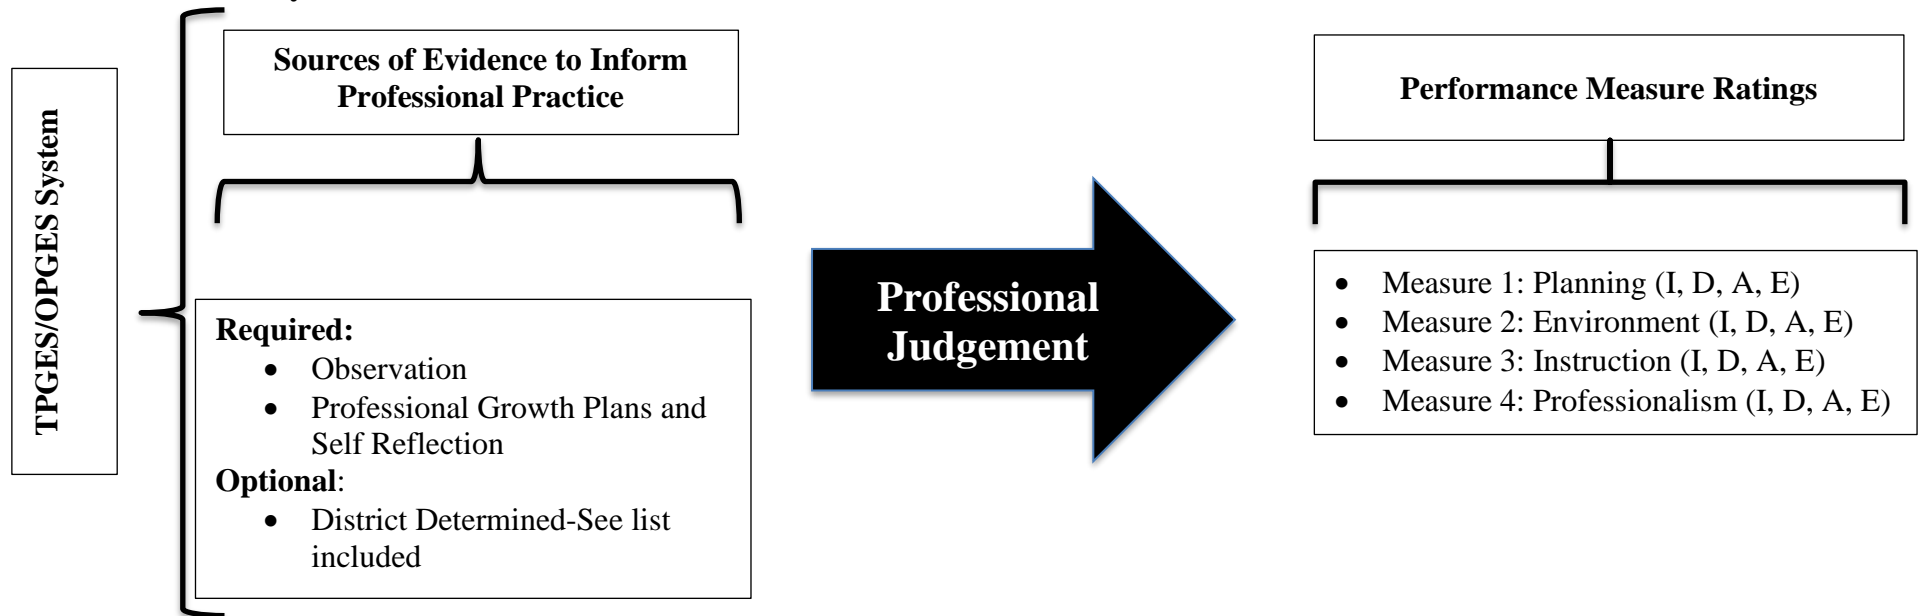 TPGES/OPGES System
Sources of Evidence to Inform
Professional Practice
Required:
• Observation
• Professional Growth Plans and
Self Reflection
Optional:
• District Determined-See list
included
Professional
Judgement
Performance Measure Ratings
• Measure 1: Planning (I, D, A, E)
• Measure 2: Environment (I, D, A, E)
• Measure 3: Instruction (I, D, A, E)
• Measure 4: Professionalism (I, D, A, E)